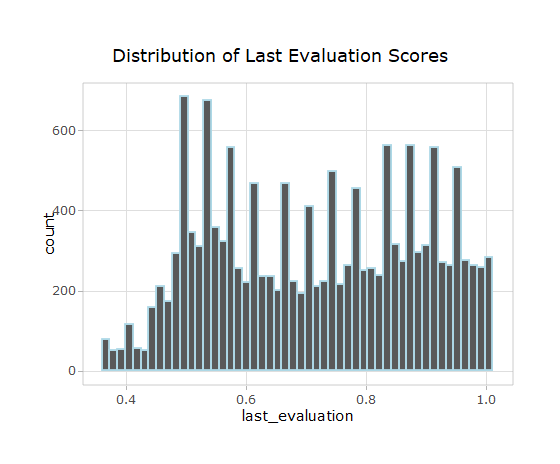 Distribution of Last Evaluation Scores
600
400
200
0
count
0.4 0.6 0.8 1.0
last_evaluation